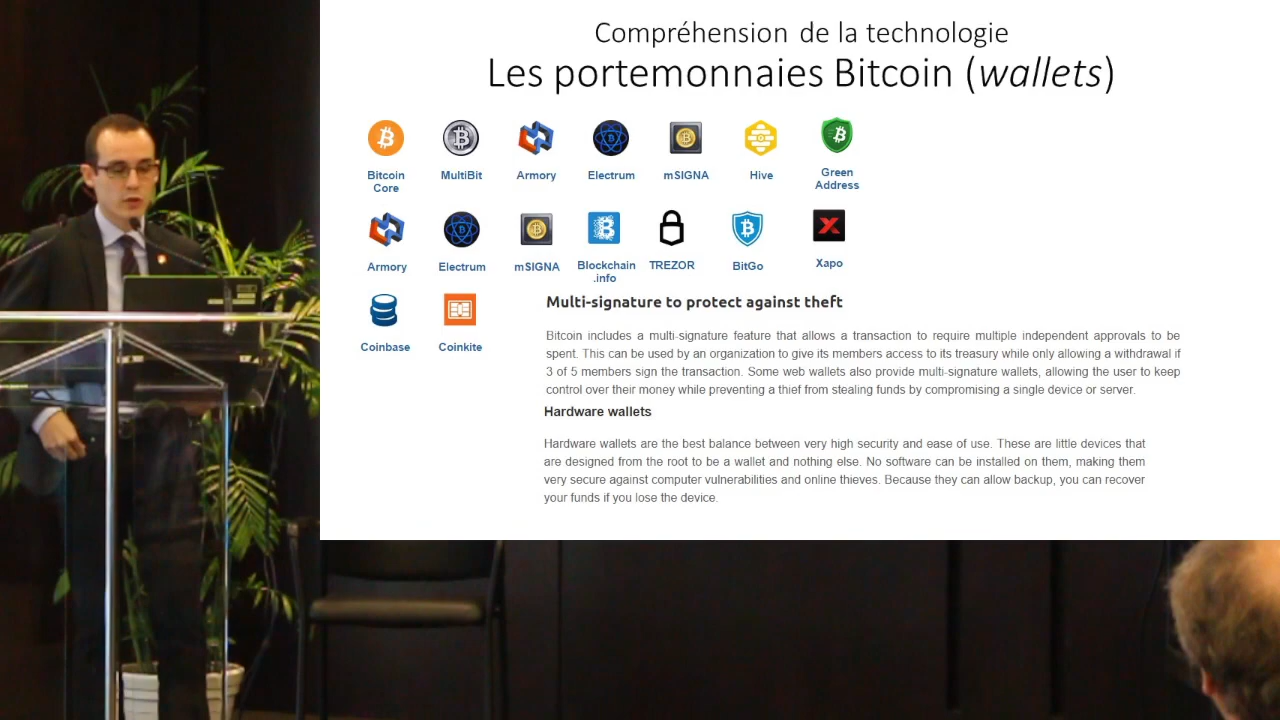 Compréhension de la technologie
Les portemonnaies Bitcoin (wallets)
Bitcoin
Core
MultiBit
Armory
Electrum
mSIGNA
Hive
Green
Address
Armory
Electrum
mSIGNA
Blockchain
.info
TREZOR
BitGo
Xapo
Coinbase
Coinkite
Multi-signature to protect against theft
Bitcoin includes a multi-signature feature that allows a transaction to require multiple independent approvals to be
spent. This can be used by an organization to give its members access to its treasury while only allowing a withdrawal if
3 of 5 members sign the transaction. Some web wallets also provide multi-signature wallets, allowing the user to keep
control over their money while preventing a thief from stealing funds by compromising a single device or server.
Hardware wallets
Hardware wallets are the best balance between very high security and ease of use. These are little devices that
are designed from the root to be a wallet and nothing else. No software can be installed on them, making them
very secure against computer vulnerabilities and online thieves. Because they can allow backup, you can recover
your funds if you lose the device.